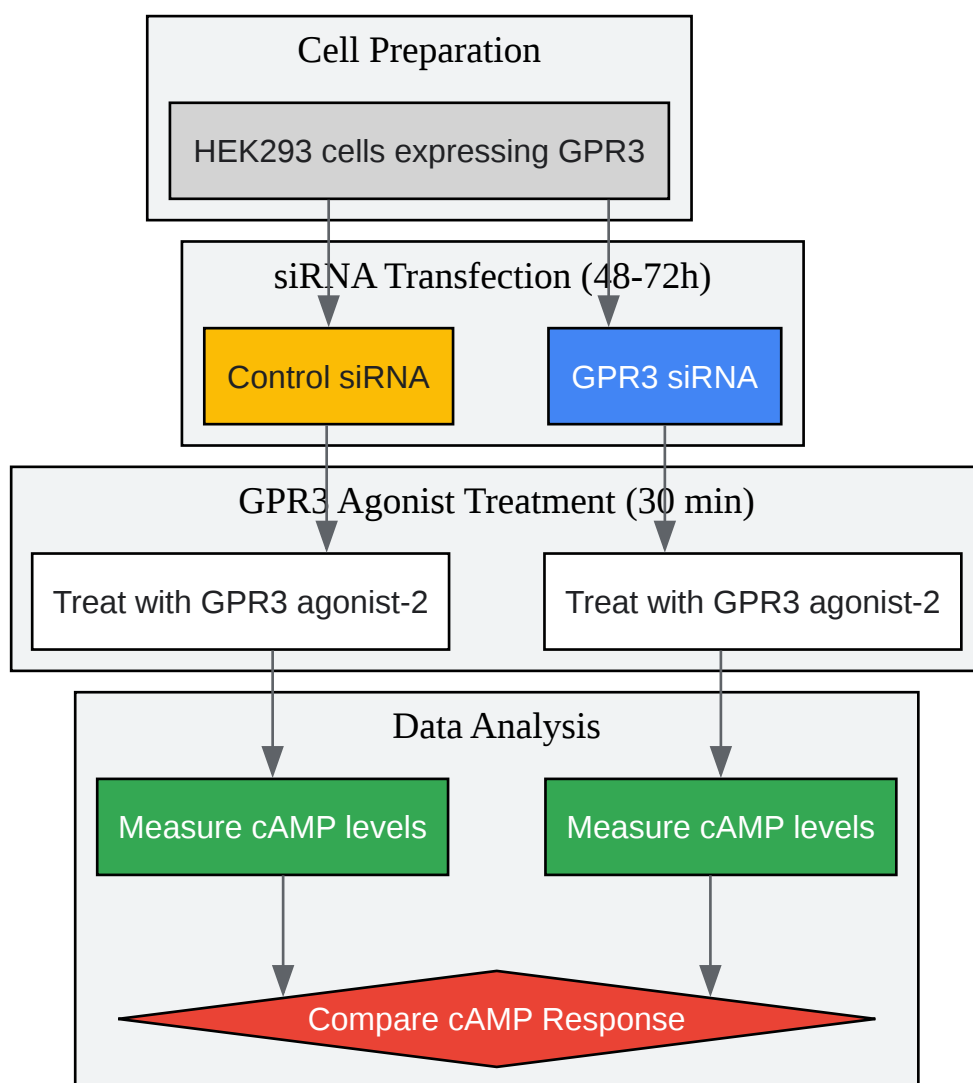 Cell Preparation
HEK293 cells expressing GPR3
siRNA Transfection (48-72h)
Control siRNA
GPR3 siRNA
GPR3 Agonist Treatment (30 min)
Treat with GPR3 agonist-2
Treat with GPR3 agonist-2
Data Analysis
Measure cAMP levels
Measure cAMP levels
Compare cAMP Response